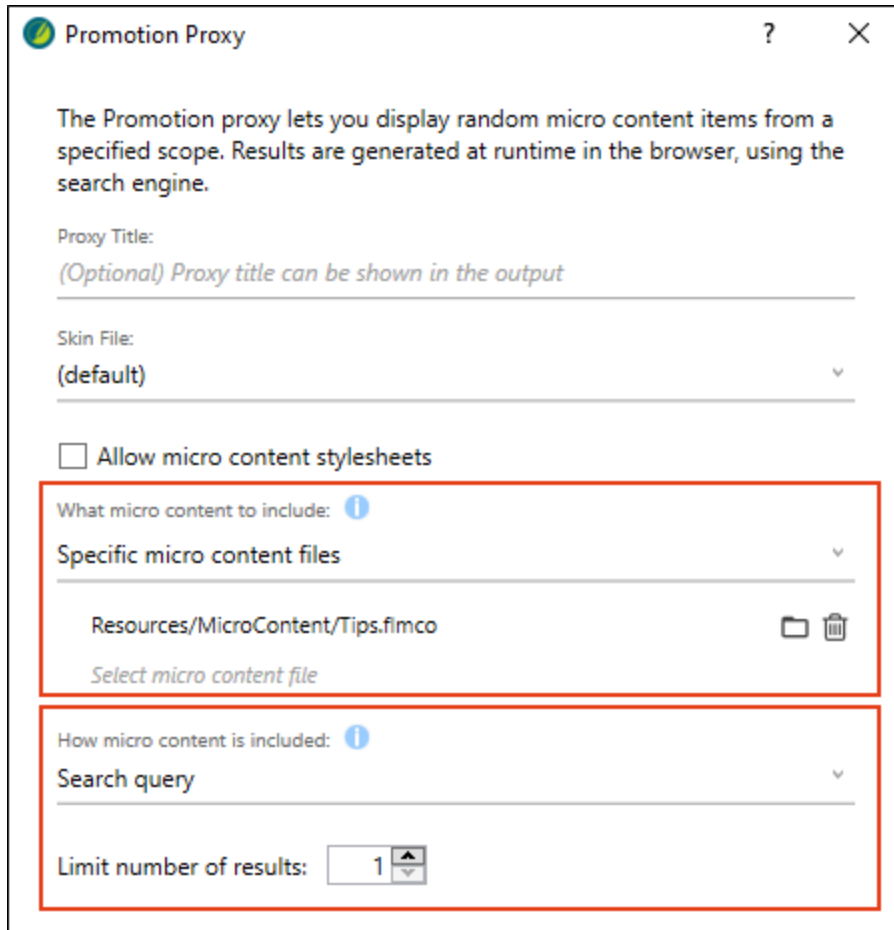 Promotion Proxy ?
The Promotion proxy lets you display random micro content items from a
specified scope. Results are generated at runtime in the browser, using the
search engine.
Proxy Title:
(Optional) Proxy title can be shown in the output
Skin File:
(default)
Allow micro content stylesheets
What micro content to include:
Specific micro content files
Resources/MicroContent/Tips.flmco
Select micro content file
How micro content is included:
Search query
Limit number of results: 1